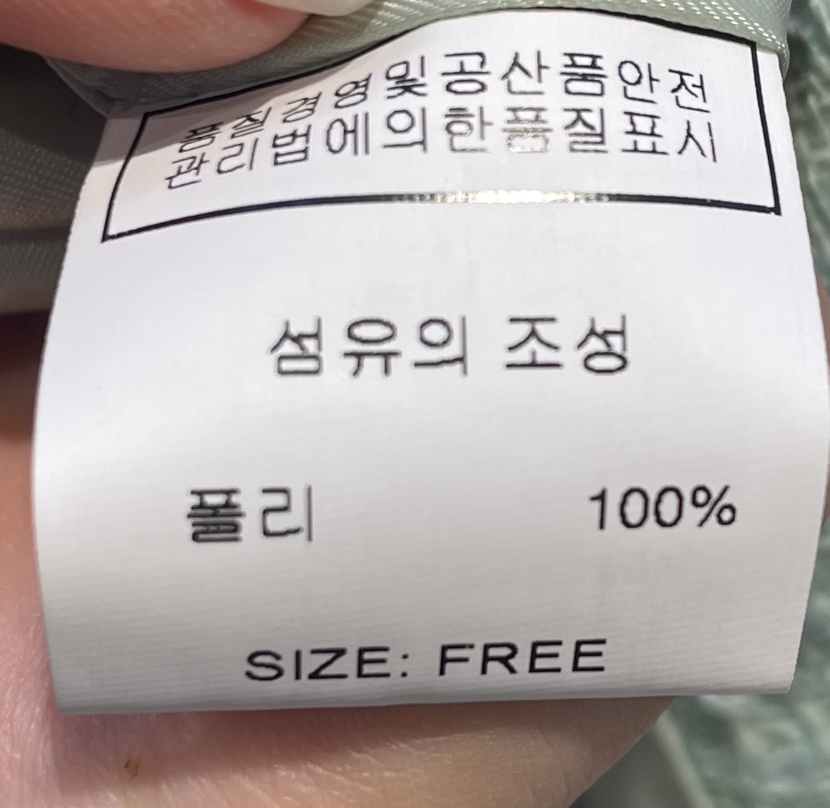 품질경영및공산품안전
관리법에의한품질표시
섬유의 조성
폴리 100%
SIZE: FREE